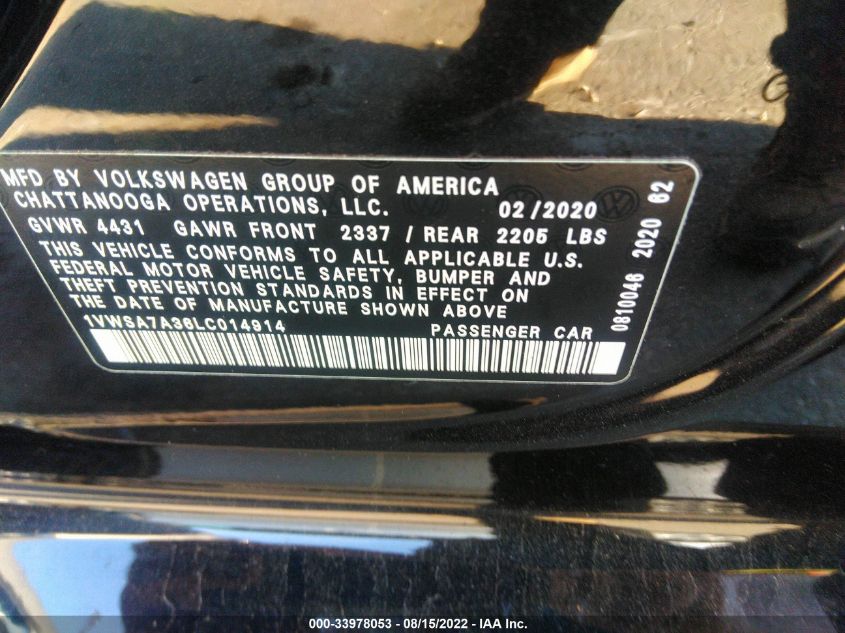 MFD BY VOLKSWAGEN GROUP OF AMERICA
CHATTANOOGA OPERATIONS, LLC. 02/2020
GVWR 4431 GAWR FRONT 2337 / REAR 2205 LBS
THIS VEHICLE CONFORMS TO ALL APPLICABLE U.S.
FEDERAL MOTOR VEHICLE SAFETY, BUMPER AND
THEFT PREVENTION STANDARDS IN EFFECT ON
THE DATE OF MANUFACTURE SHOWN ABOVE
1VWSA7A36LC014914 PASSENGER CAR
0810046 2020 62
000-33978053 - 08/15/2022 - IAA Inc.